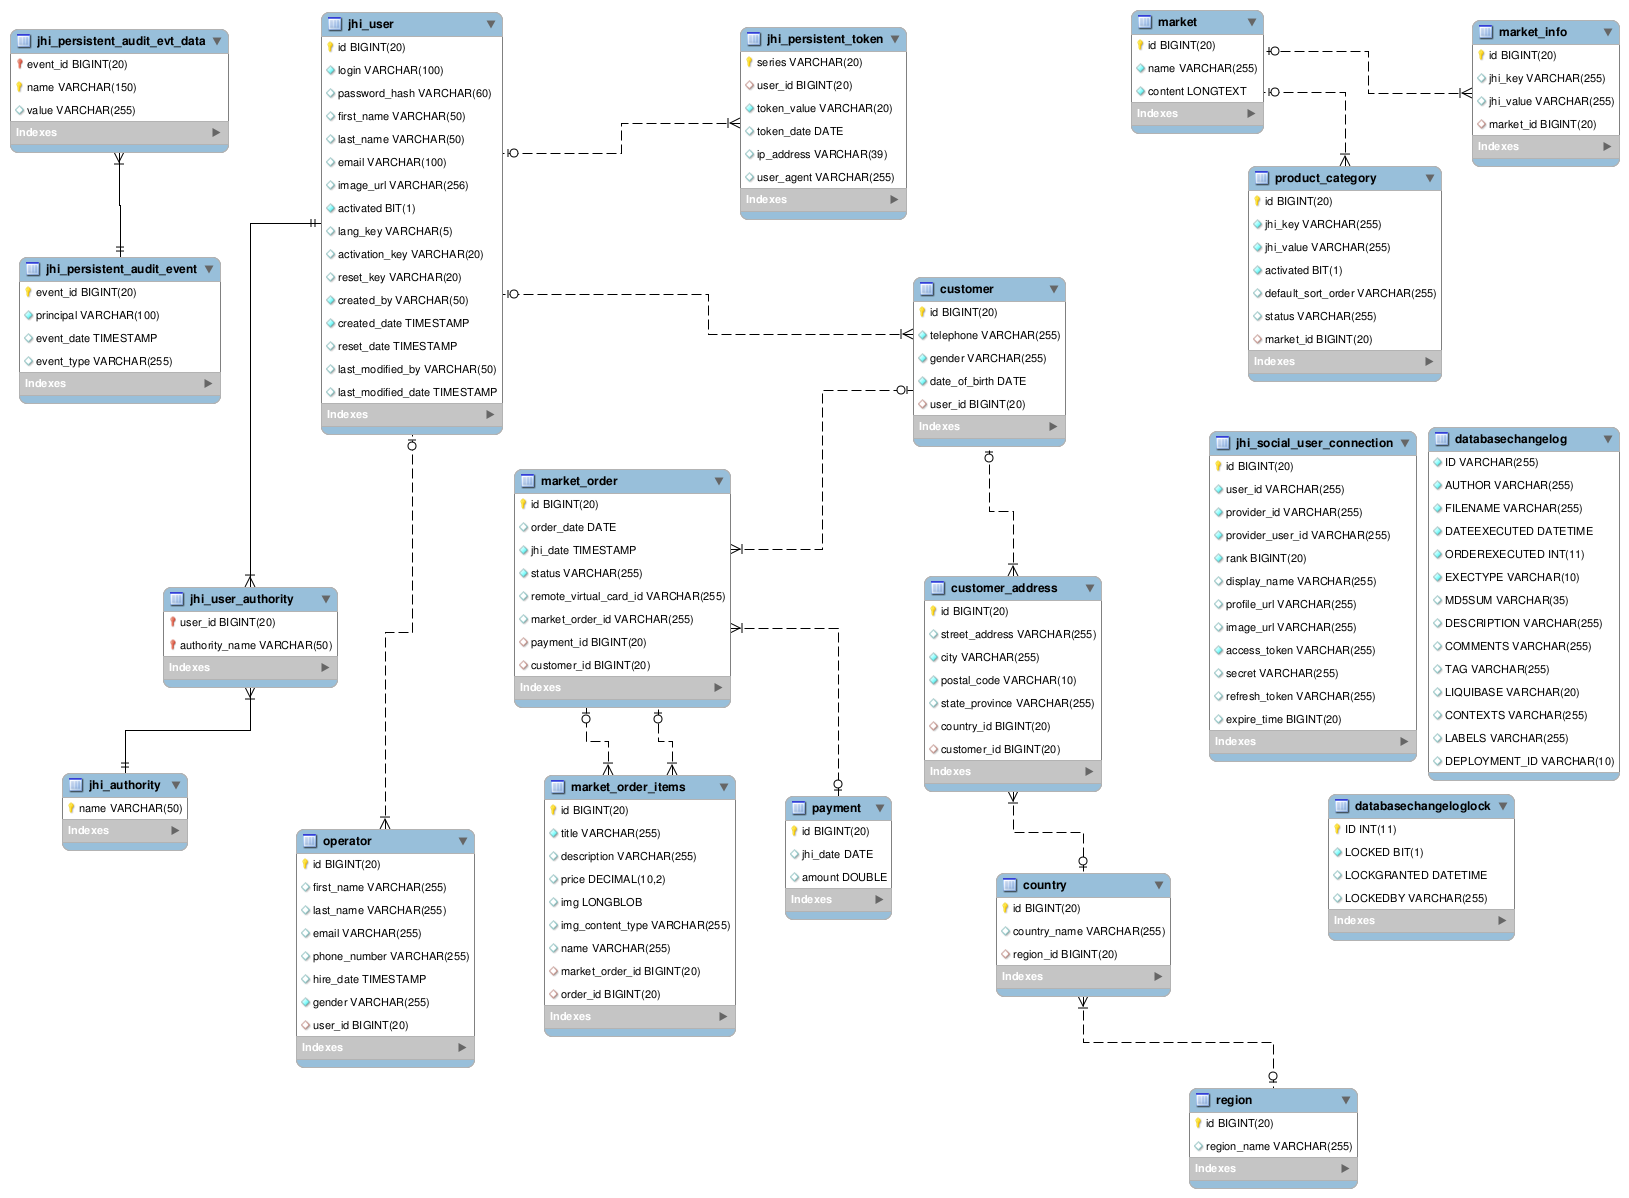 jhi_persistent_audit_evt_data
event_id BIGINT(20)
name VARCHAR(150)
value VARCHAR(255)
Indexes
jhi_persistent_audit_event
event_id BIGINT(20)
principal VARCHAR(100)
event_date TIMESTAMP
event_type VARCHAR(255)
Indexes
jhi_user
id BIGINT(20)
login VARCHAR(100)
password_hash VARCHAR(60)
first_name VARCHAR(50)
last_name VARCHAR(50)
email VARCHAR(100)
image_url VARCHAR(256)
activated BIT(1)
lang_key VARCHAR(5)
activation_key VARCHAR(20)
reset_key VARCHAR(20)
created_by VARCHAR(50)
created_date TIMESTAMP
reset_date TIMESTAMP
last_modified_by VARCHAR(50)
last_modified_date TIMESTAMP
Indexes
jhi_persistent_token
series VARCHAR(20)
user_id BIGINT(20)
token_value VARCHAR(20)
token_date DATE
ip_address VARCHAR(39)
user_agent VARCHAR(255)
Indexes
market
id BIGINT(20)
name VARCHAR(255)
content LONGTEXT
Indexes
market_info
id BIGINT(20)
jhi_key VARCHAR(255)
jhi_value VARCHAR(255)
market_id BIGINT(20)
Indexes
product_category
id BIGINT(20)
jhi_key VARCHAR(255)
jhi_value VARCHAR(255)
activated BIT(1)
default_sort_order VARCHAR(255)
status VARCHAR(255)
market_id BIGINT(20)
Indexes
customer
id BIGINT(20)
telephone VARCHAR(255)
gender VARCHAR(255)
date_of_birth DATE
user_id BIGINT(20)
Indexes
market_order
id BIGINT(20)
order_date DATE
jhi_date TIMESTAMP
status VARCHAR(255)
remote_virtual_card_id VARCHAR(255)
market_order_id VARCHAR(255)
payment_id BIGINT(20)
customer_id BIGINT(20)
Indexes
jhi_social_user_connection
id BIGINT(20)
user_id VARCHAR(255)
provider_id VARCHAR(255)
provider_user_id VARCHAR(255)
rank BIGINT(20)
display_name VARCHAR(255)
profile_url VARCHAR(255)
image_url VARCHAR(255)
access_token VARCHAR(255)
secret VARCHAR(255)
refresh_token VARCHAR(255)
expire_time BIGINT(20)
Indexes
databasechangelog
ID VARCHAR(255)
AUTHOR VARCHAR(255)
FILENAME VARCHAR(255)
DATEEXECUTED DATETIME
ORDEREXECUTED INT(11)
EXECTYPE VARCHAR(10)
MD5SUM VARCHAR(35)
DESCRIPTION VARCHAR(255)
COMMENTS VARCHAR(255)
TAG VARCHAR(255)
LIQUIBASE VARCHAR(20)
CONTEXTS VARCHAR(255)
LABELS VARCHAR(255)
DEPLOYMENT_ID VARCHAR(10)
jhi_user_authority
user_id BIGINT(20)
authority_name VARCHAR(50)
Indexes
customer_address
id BIGINT(20)
street_address VARCHAR(255)
city VARCHAR(255)
postal_code VARCHAR(10)
state_province VARCHAR(255)
country_id BIGINT(20)
customer_id BIGINT(20)
Indexes
jhi_authority
name VARCHAR(50)
Indexes
operator
id BIGINT(20)
first_name VARCHAR(255)
last_name VARCHAR(255)
email VARCHAR(255)
phone_number VARCHAR(255)
hire_date TIMESTAMP
gender VARCHAR(255)
user_id BIGINT(20)
Indexes
market_order_items
id BIGINT(20)
title VARCHAR(255)
description VARCHAR(255)
price DECIMAL(10,2)
img LONGBLOB
img_content_type VARCHAR(255)
name VARCHAR(255)
market_order_id BIGINT(20)
order_id BIGINT(20)
Indexes
payment
id BIGINT(20)
jhi_date DATE
amount DOUBLE
Indexes
country
id BIGINT(20)
country_name VARCHAR(255)
region_id BIGINT(20)
Indexes
databasechangeloglock
ID INT(11)
LOCKED BIT(1)
LOCKGRANTED DATETIME
LOCKEDBY VARCHAR(255)
Indexes
region
id BIGINT(20)
region_name VARCHAR(255)
Indexes